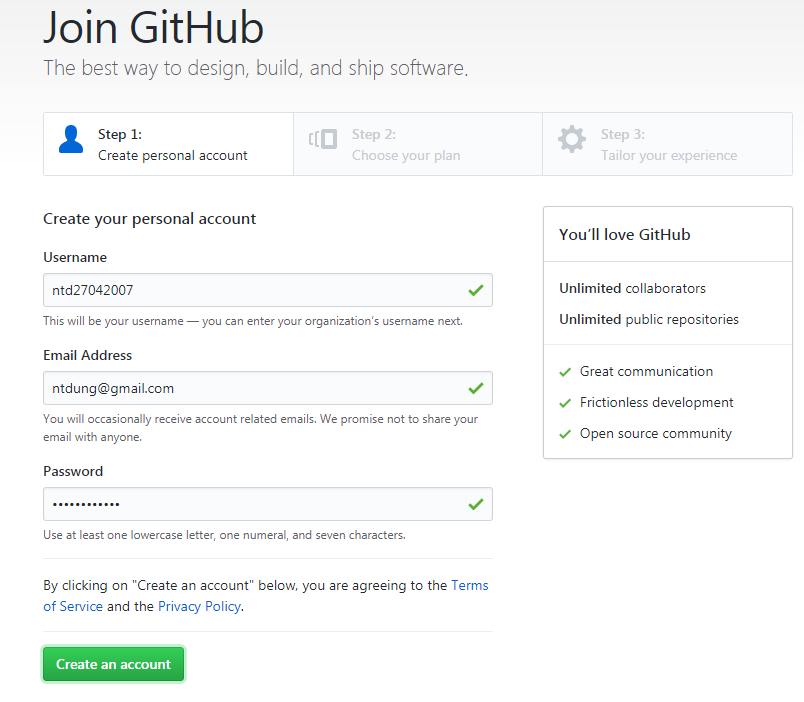 Join GitHub
The best way to design, build, and ship software.
Step 1:
Create personal account
Step 2:
Choose your plan
Step 3:
Tailor your experience
Create your personal account
Username
ntd27042007
This will be your username — you can enter your organization's username next.
Email Address
ntdung@gmail.com
You will occasionally receive account related emails. We promise not to share your
email with anyone.
Password
••••••••••••
Use at least one lowercase letter, one numeral, and seven characters.
By clicking on "Create an account" below, you are agreeing to the Terms
of Service and the Privacy Policy.
Create an account
You'll love GitHub
Unlimited collaborators
Unlimited public repositories
Great communication
Frictionless development
Open source community